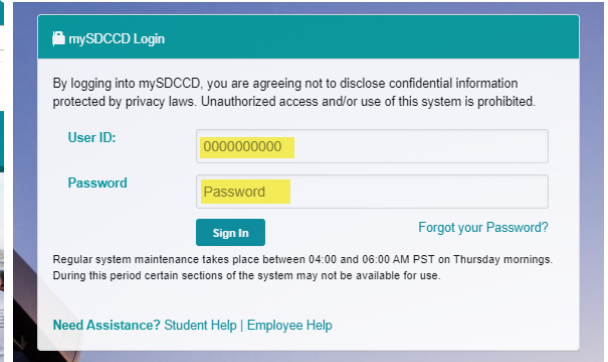 mySDCCD Login
By logging into mySDCCD, you are agreeing not to disclose confidential information
protected by privacy laws. Unauthorized access and/or use of this system is prohibited.
User ID:
0000000000
Password
Password
Sign In
Forgot your Password?
Regular system maintenance takes place between 04:00 and 06:00 AM PST on Thursday mornings.
During this period certain sections of the system may not be available for use.
Need Assistance? Student Help | Employee Help